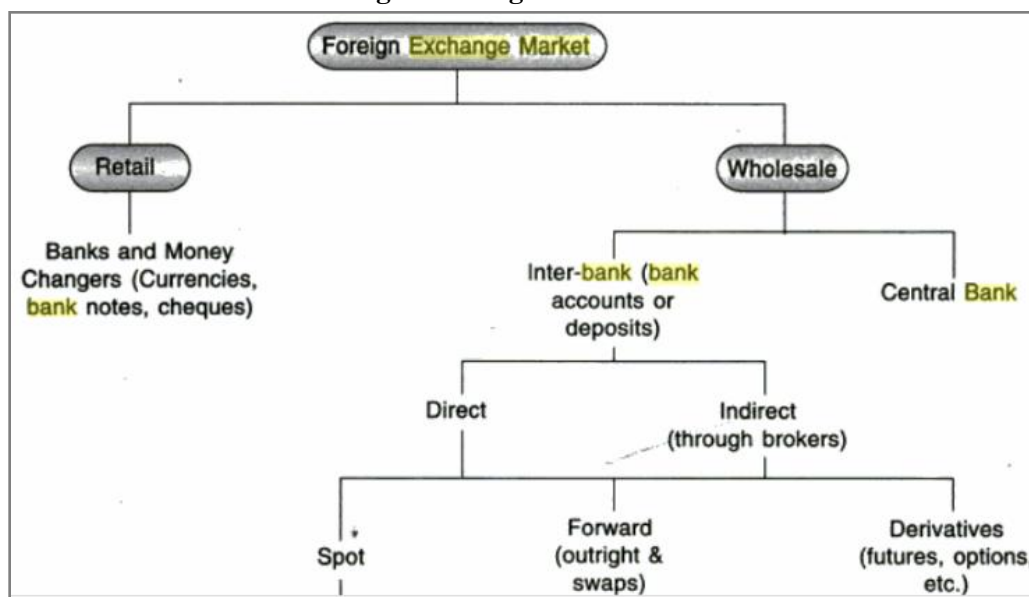 Foreign Exchange Market
Retail
Wholesale
Banks and Money
Changers (Currencies,
bank notes, cheques)
Inter-bank (bank
accounts or
deposits)
Central Bank
Direct
Indirect
(through brokers)
Spot
Forward
(outright &
swaps)
Derivatives
(futures, options,
etc.)